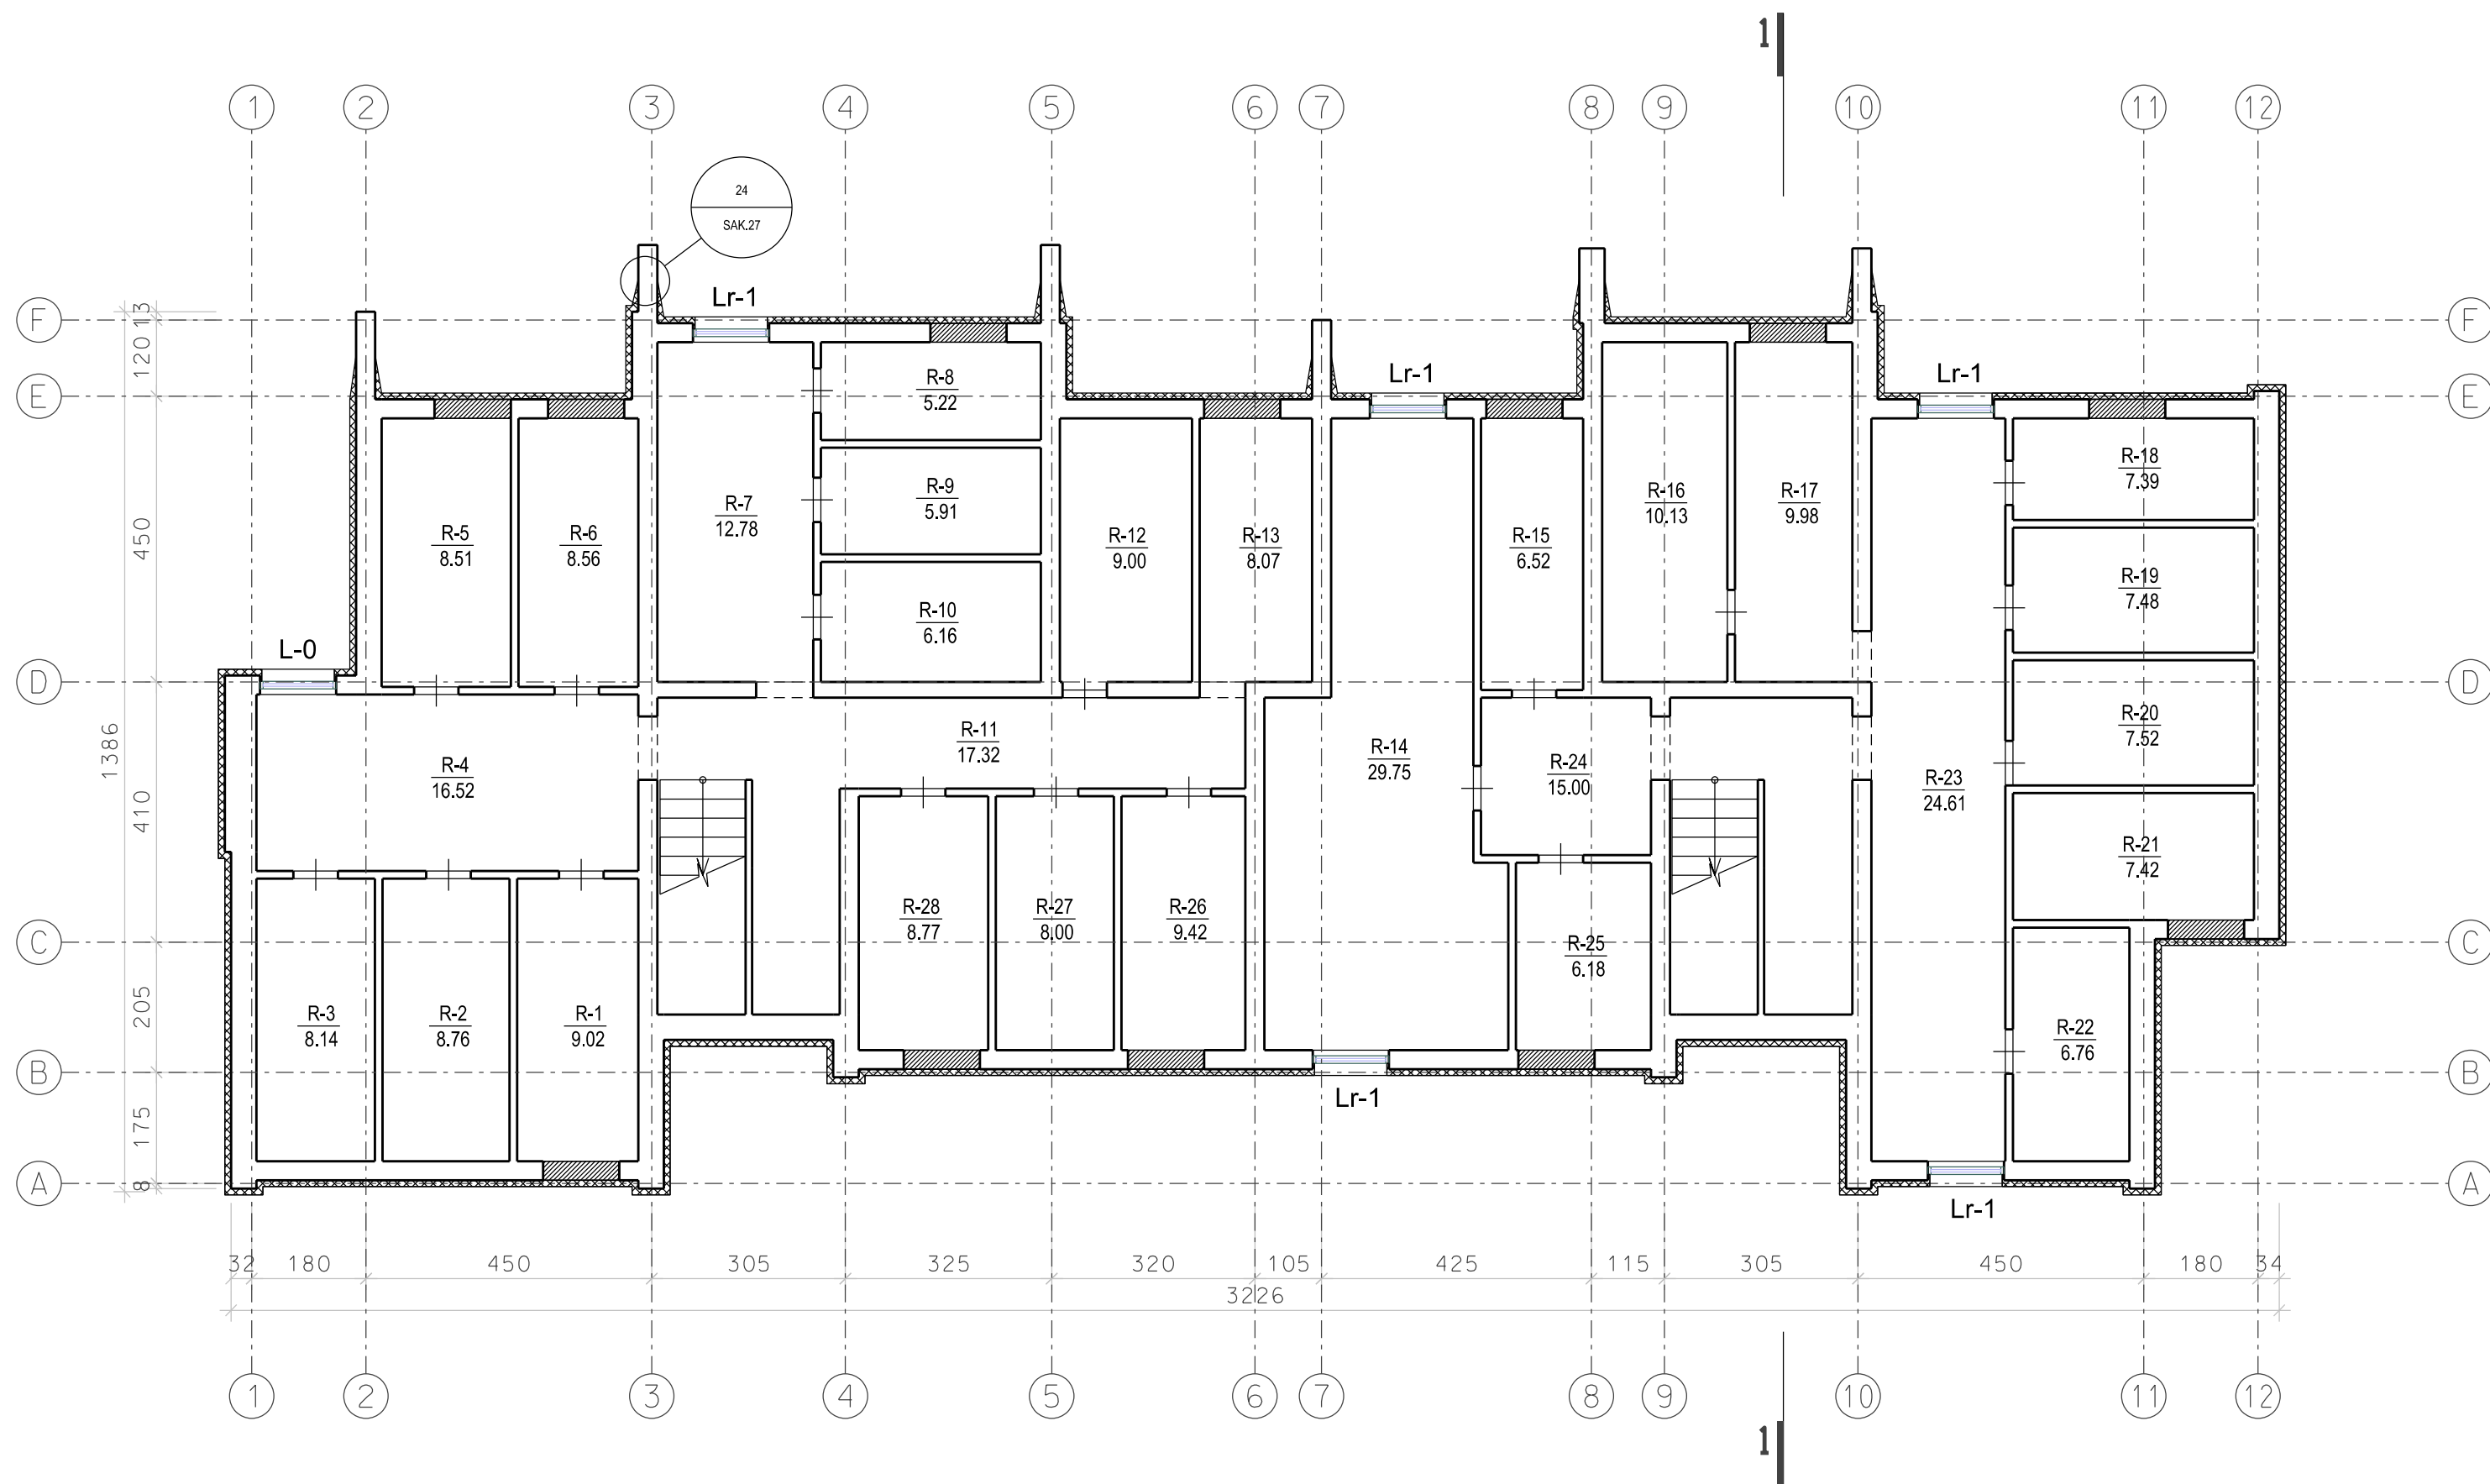 1
1 2 3 4 5 6 7 8 9 10 11 12
24
SAK.27
Lr-1
F F
Lr-1 Lr-1
E E
R-8
5.22
R-18
7.39
R-9
5.91
R-7
12.78
R-16
10.13
R-17
9.98
R-5
8.51
R-6
8.56
R-12
9.00
R-13
8.07
R-15
6.52
R-19
7.48
R-10
6.16
L-0
D D
R-20
7.52
R-11
17.32
R-14
29.75
R-4
16.52
R-24
15.00
R-23
24.61
R-21
7.42
R-28
8.77
R-27
8.00
R-26
9.42
C C
R-25
6.18
R-3
8.14
R-2
8.76
R-1
9.02
R-22
6.76
B B
Lr-1
A A
Lr-1
13
120
450
410
205
175
8
1386
32 180 450 305 325 320 105 425 115 305 450 180 34
3226
1 2 3 4 5 6 7 8 9 10 11 12
1